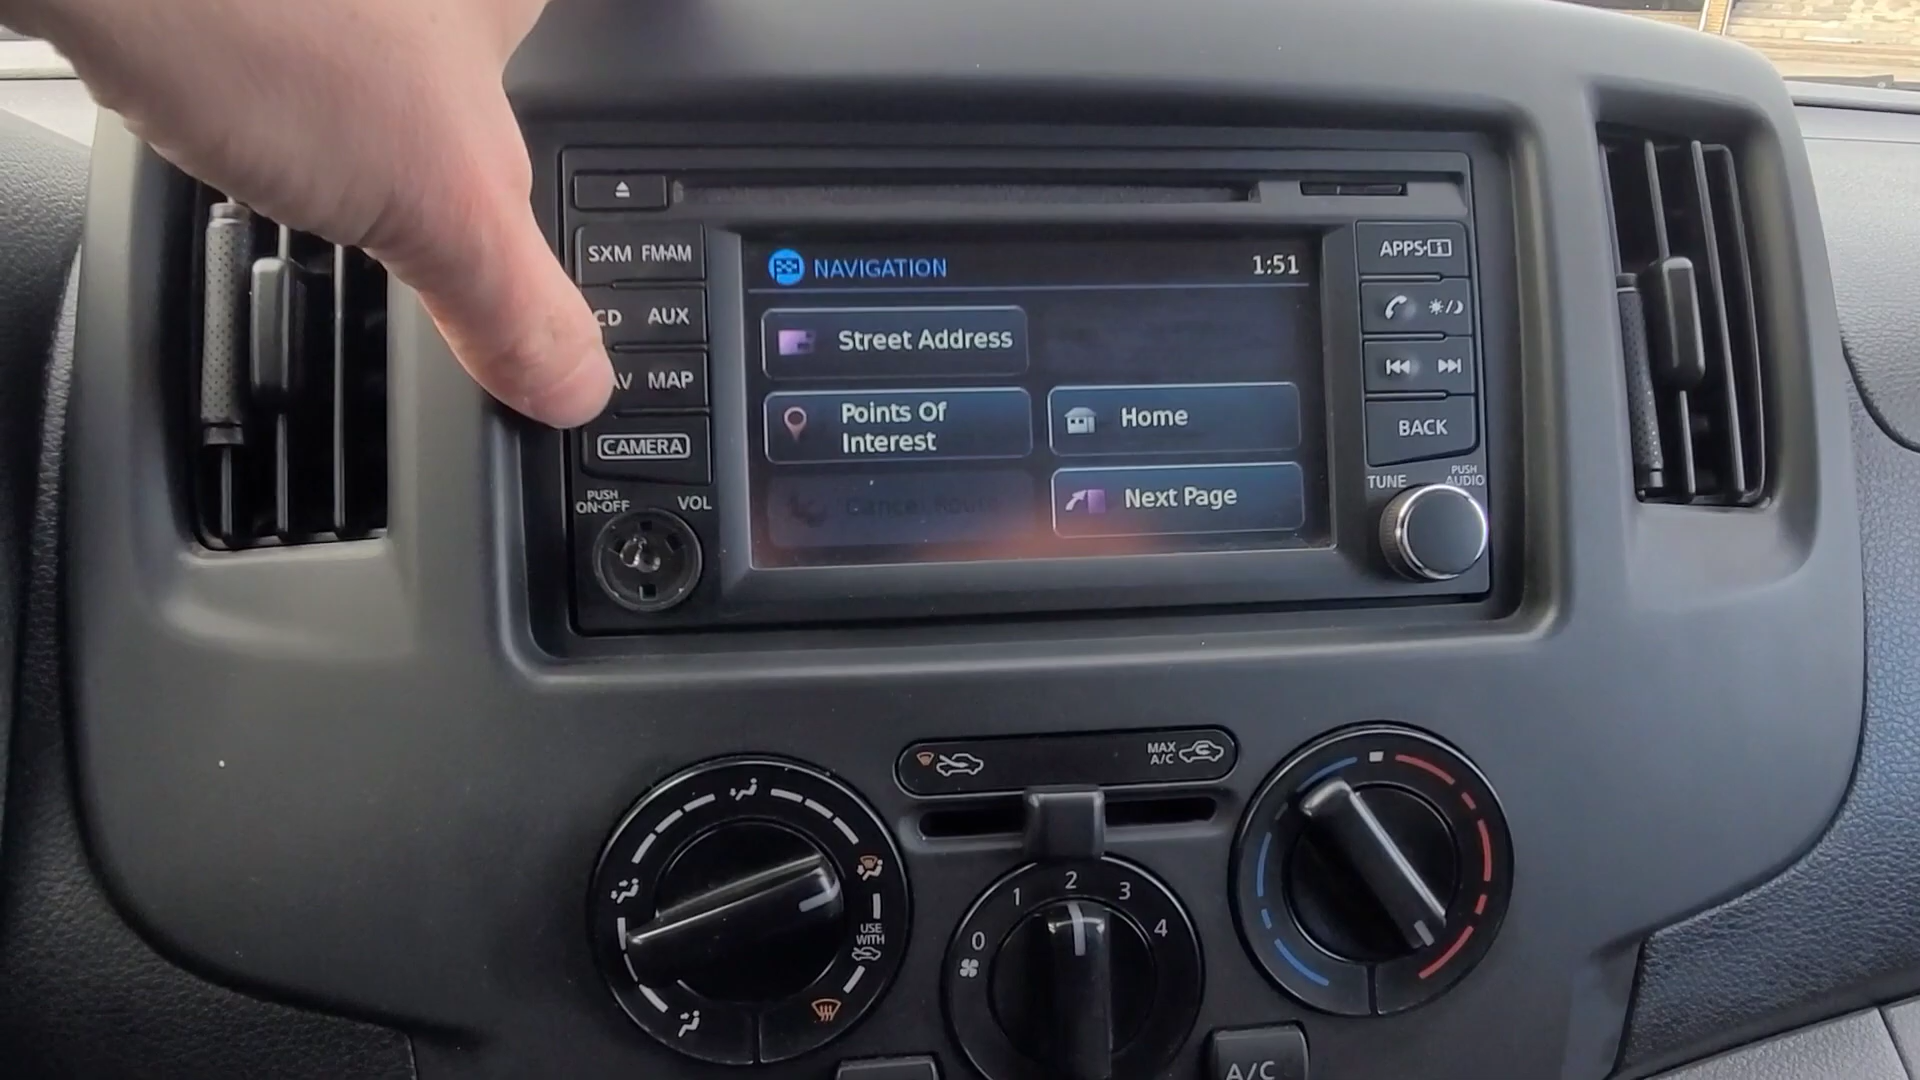 SXM FM·AM
CD AUX
MAP
CAMERA
PUSH
ON·OFF
VOL
NAVIGATION 1:51
Street Address
Points Of
Interest
Home
Next Page
APPS·i
BACK
TUNE
PUSH
AUDIO
MAX
A/C
USE
WITH
0
1
2
3
4
A/C